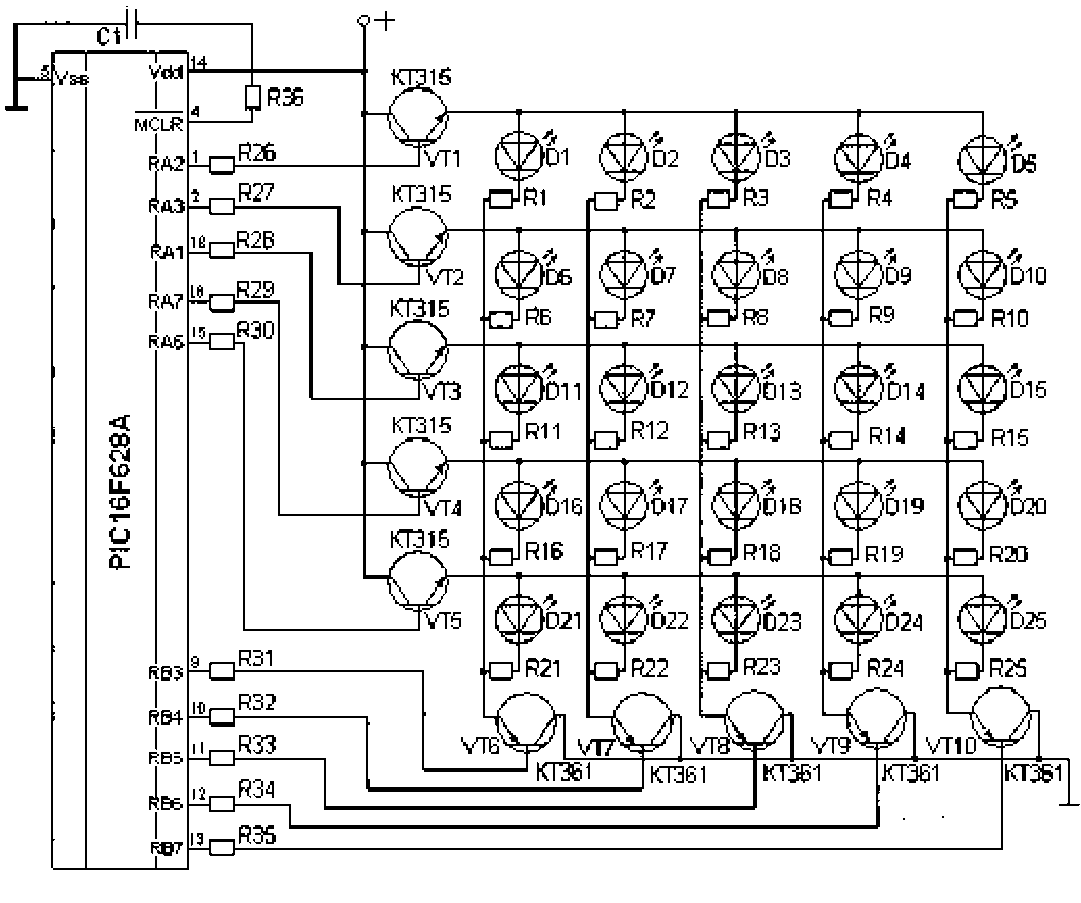 C1
+
5 Vss
Vdd 14
KT315
R36
MCLR 4
RA2 1 R26
VT1
D1 D2 D3 D4 D5
R1 R2 R3 R4 R5
RA3 2 R27
KT315
RA1 18 R28
VT2
D6 D7 D8 D9 D10
RA7 16 R29
KT315
R6 R7 R8 R9 R10
RA6 15 R30
VT3
D11 D12 D13 D14 D15
PIC16F628A
KT315
R11 R12 R13 R14 R15
VT4
D16 D17 D18 D19 D20
KT315
R16 R17 R18 R19 R20
VT5
D21 D22 D23 D24 D25
RB3 9 R31
R21 R22 R23 R24 R25
RB4 10 R32
VT6 VT7 VT8 VT9 VT10
RB5 11 R33
KT361 KT361 KT361 KT361 KT361
RB6 12 R34
RB7 13 R35